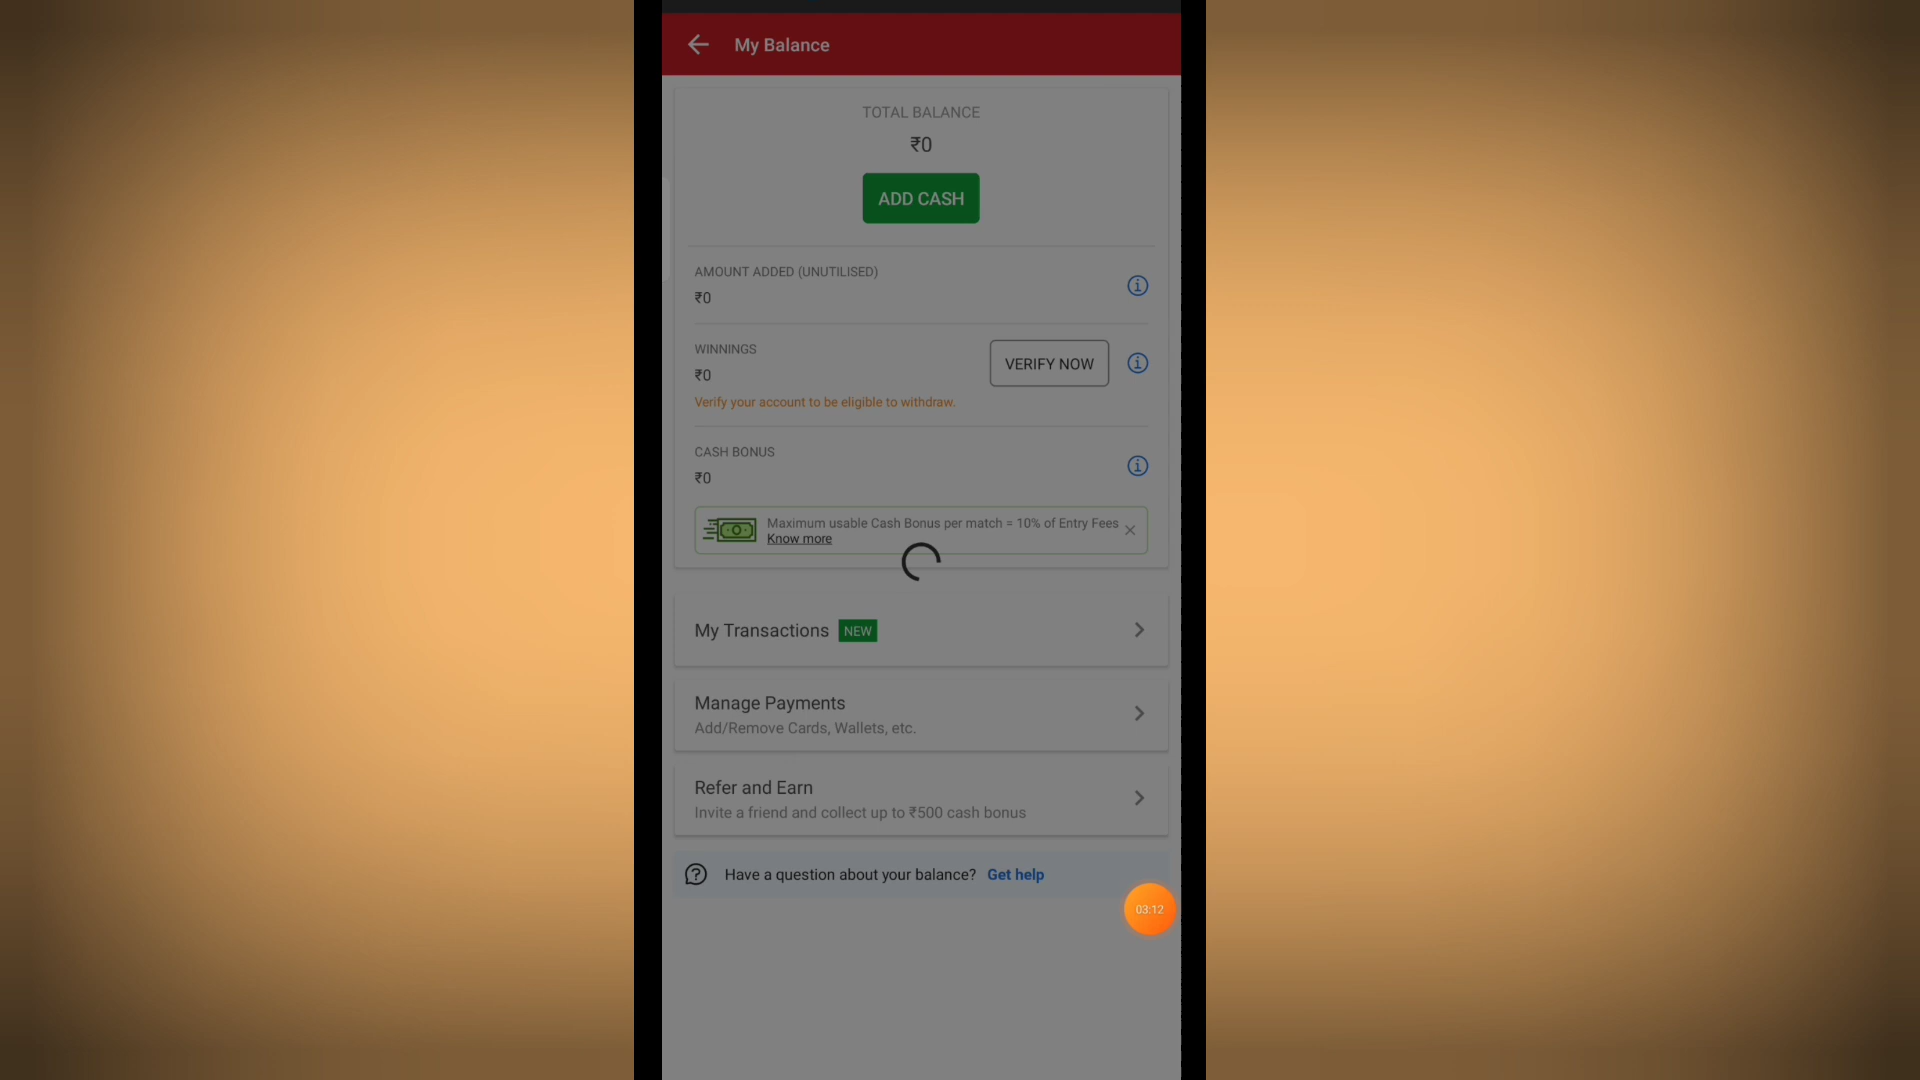 My Balance
TOTAL BALANCE
₹0
ADD CASH
AMOUNT ADDED (UNUTILISED)
₹0
WINNINGS
₹0
VERIFY NOW
Verify your account to be eligible to withdraw.
CASH BONUS
₹0
Maximum usable Cash Bonus per match = 10% of Entry Fees
Know more
My Transactions NEW
Manage Payments
Add/Remove Cards, Wallets, etc.
Refer and Earn
Invite a friend and collect up to ₹500 cash bonus
Have a question about your balance? Get help
03:12